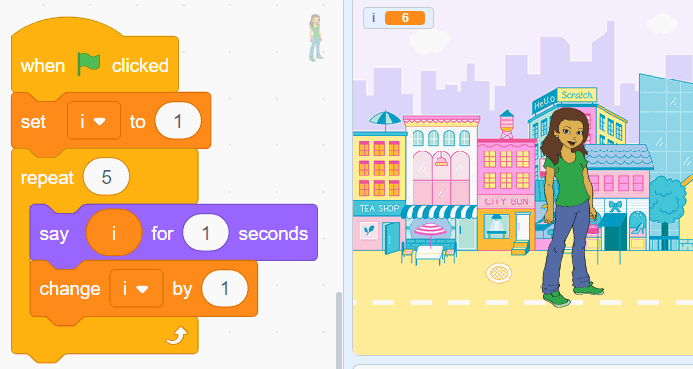 when clicked
set i to 1
repeat 5
say i for 1 seconds
change i by 1
i 6
Hello Scratch
TEA SHOP
CITY BUN